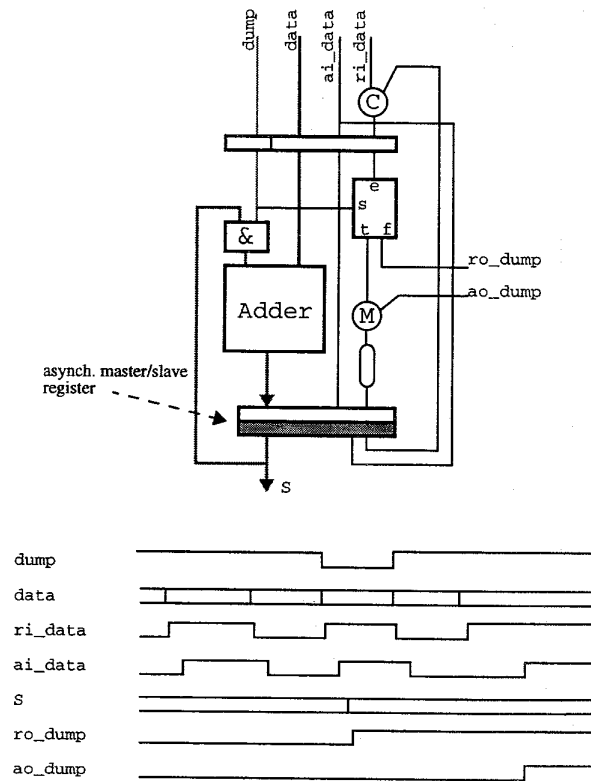 dump
data
ai_data
ri_data
C
e
s
t f
&
ro_dump
ao_dump
Adder
M
asynch. master/slave
register
S
dump
data
ri_data
ai_data
S
ro_dump
ao_dump